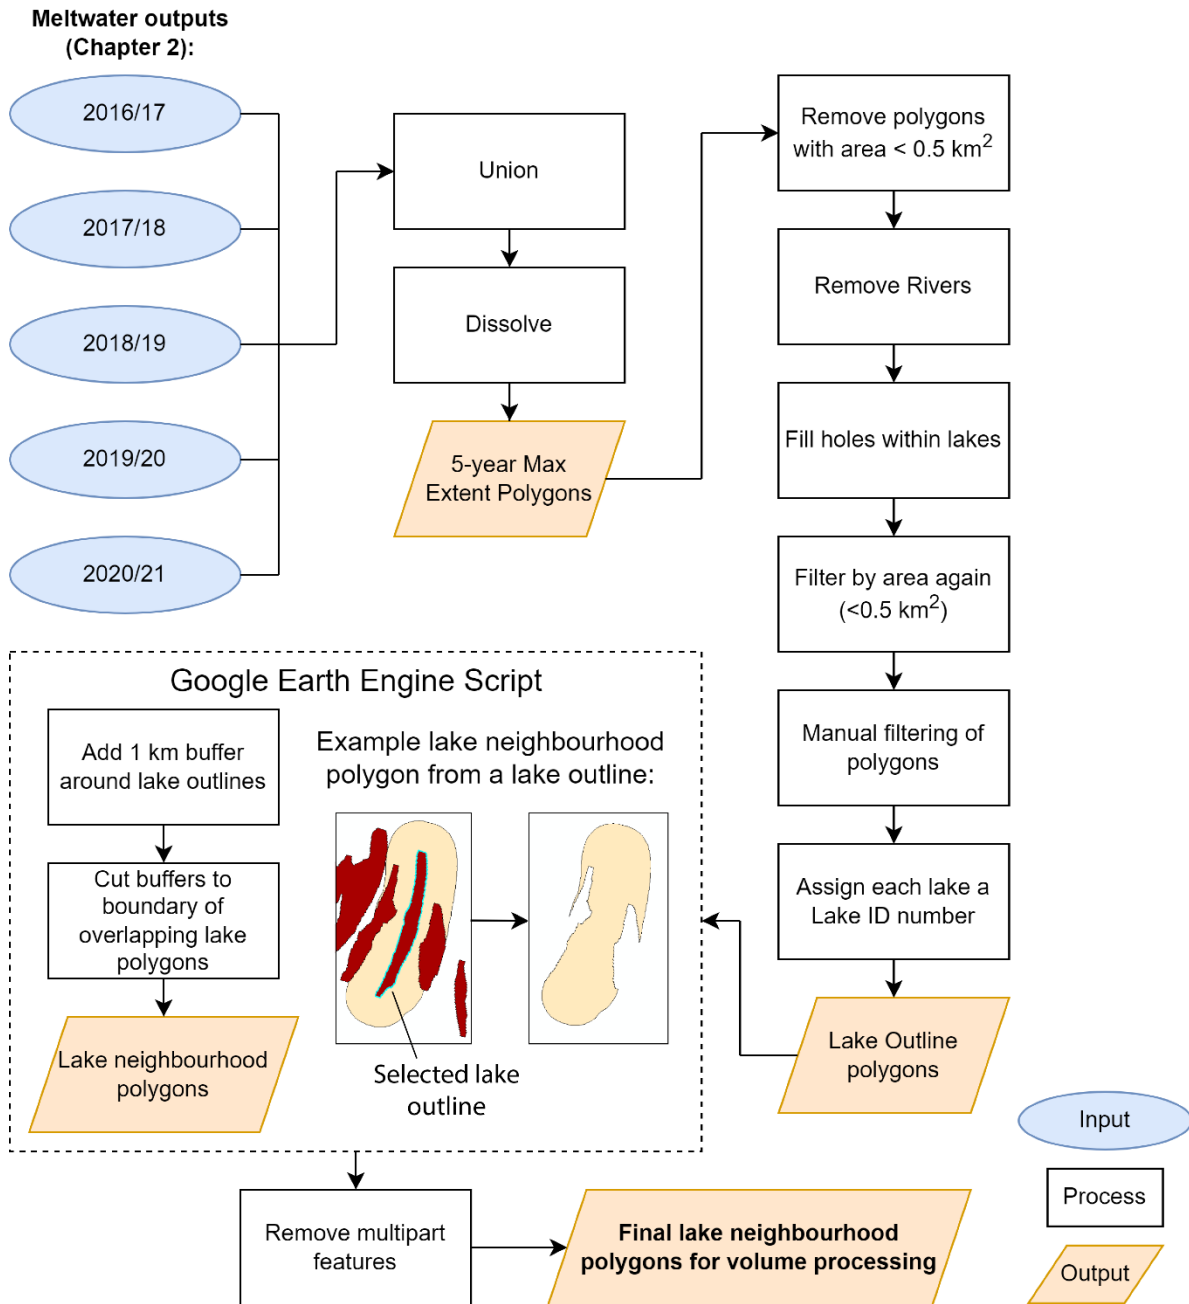 Meltwater outputs
(Chapter 2):
2016/17
2017/18
2018/19
2019/20
2020/21
Union
Dissolve
5-year Max
Extent Polygons
Remove polygons
with area < 0.5 km²
Remove Rivers
Fill holes within lakes
Filter by area again
(<0.5 km²)
Manual filtering of
polygons
Assign each lake a
Lake ID number
Lake Outline
polygons
Google Earth Engine Script
Add 1 km buffer
around lake outlines
Cut buffers to
boundary of
overlapping lake
polygons
Lake neighbourhood
polygons
Example lake neighbourhood
polygon from a lake outline:
Selected lake
outline
Remove multipart
features
Final lake neighbourhood
polygons for volume processing
Input
Process
Output